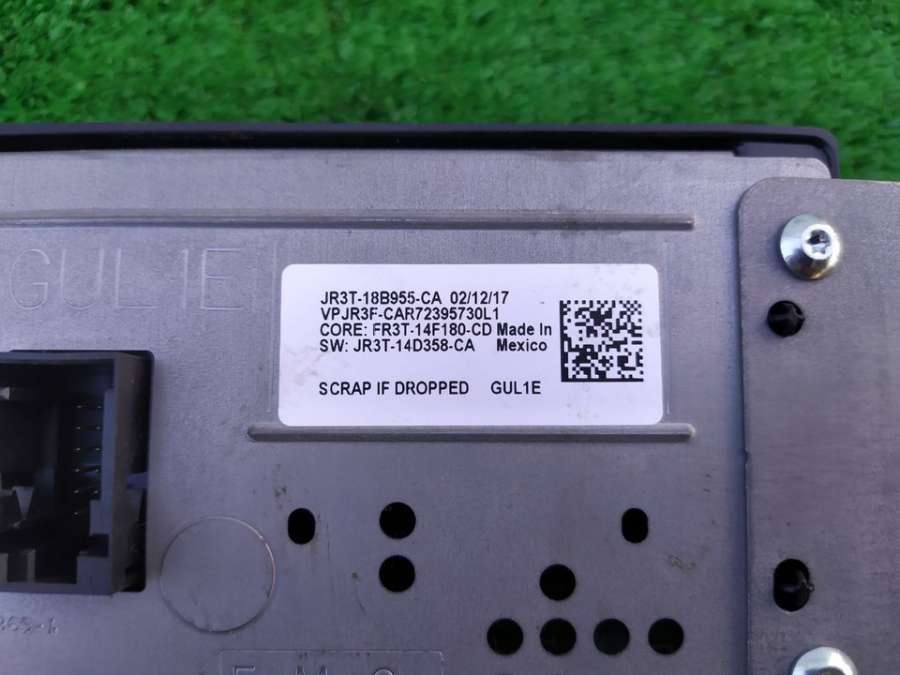 GUL1E
JR3T-18B955-CA 02/12/17
VPJR3F-CAR72395730L1
CORE: FR3T-14F180-CD Made In
SW: JR3T-14D358-CA Mexico
SCRAP IF DROPPED GUL1E